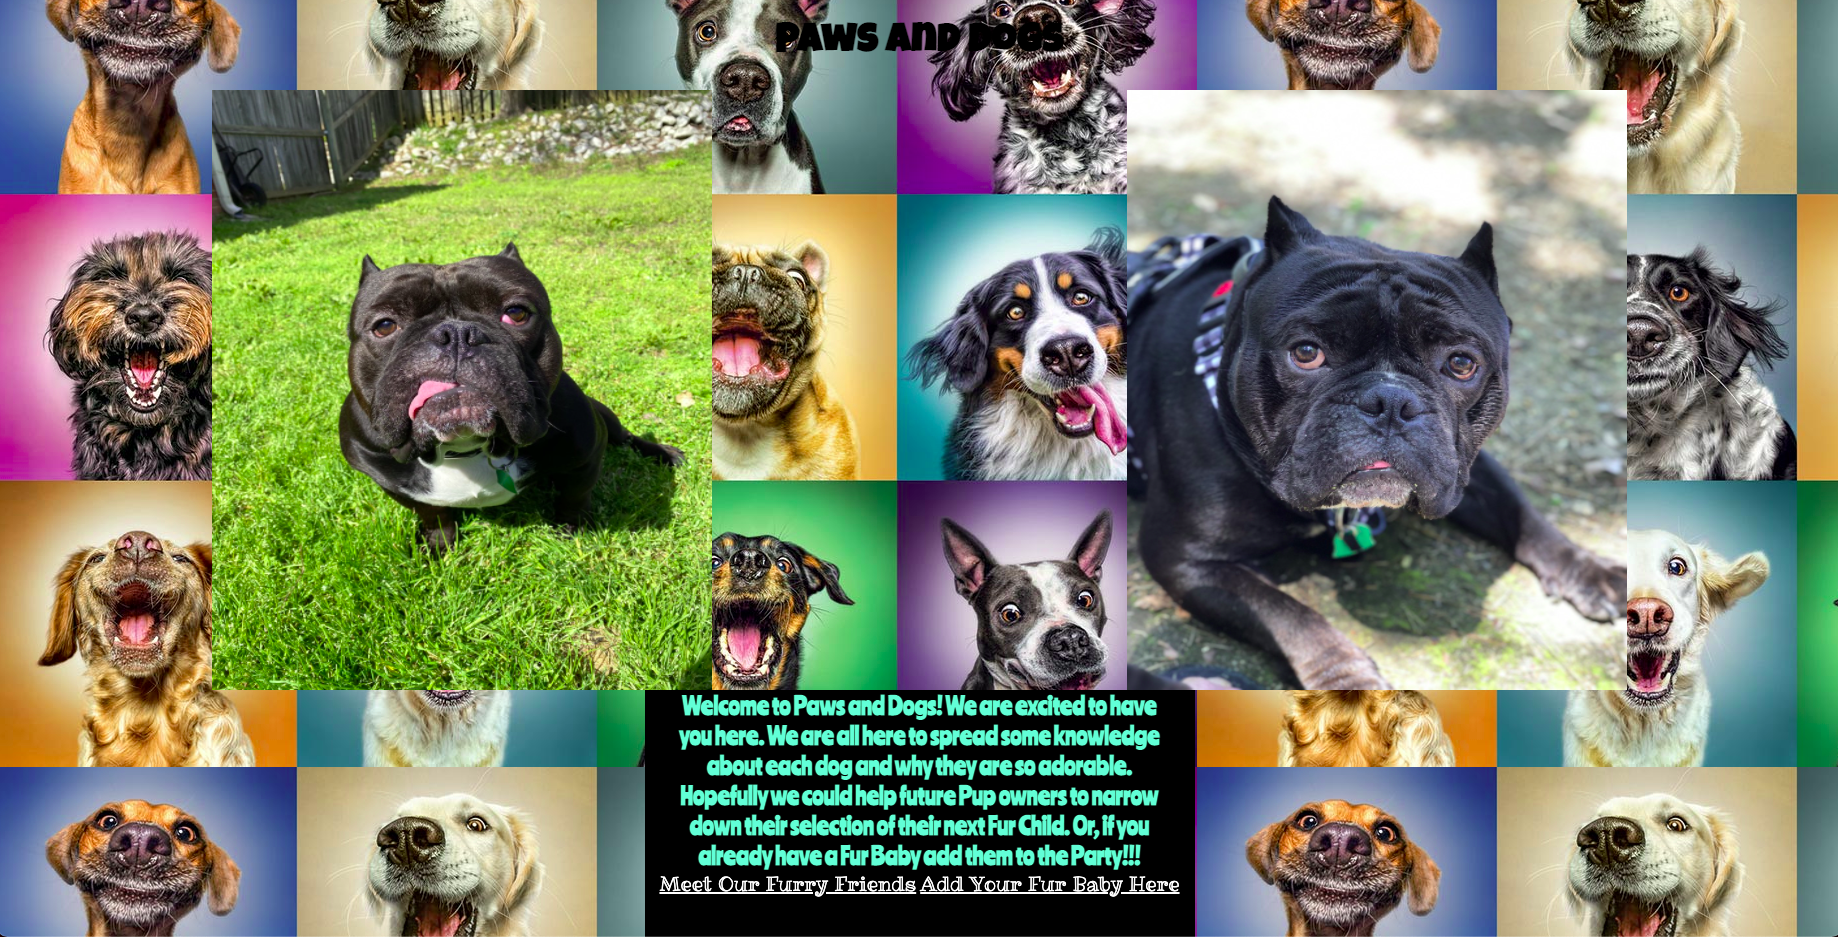 Paws and Dogs
Welcome to Paws and Dogs! We are excited to have
you here. We are all here to spread some knowledge
about each dog and why they are so adorable.
Hopefully we could help future Pup owners to narrow
down their selection of their next Fur Child. Or, if you
already have a Fur Baby add them to the Party!!!
Meet Our Furry Friends Add Your Fur Baby Here